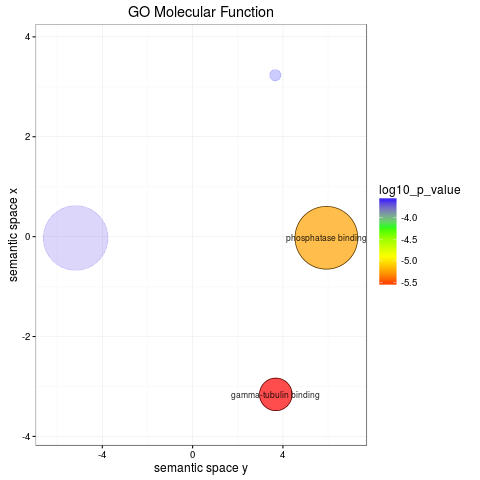 GO Molecular Function
4
2
0
-2
-4
semantic space x
phosphatase binding
gamma-tubulin binding
-4
0
4
semantic space y
log10_p_value
-4.0
-4.5
-5.0
-5.5